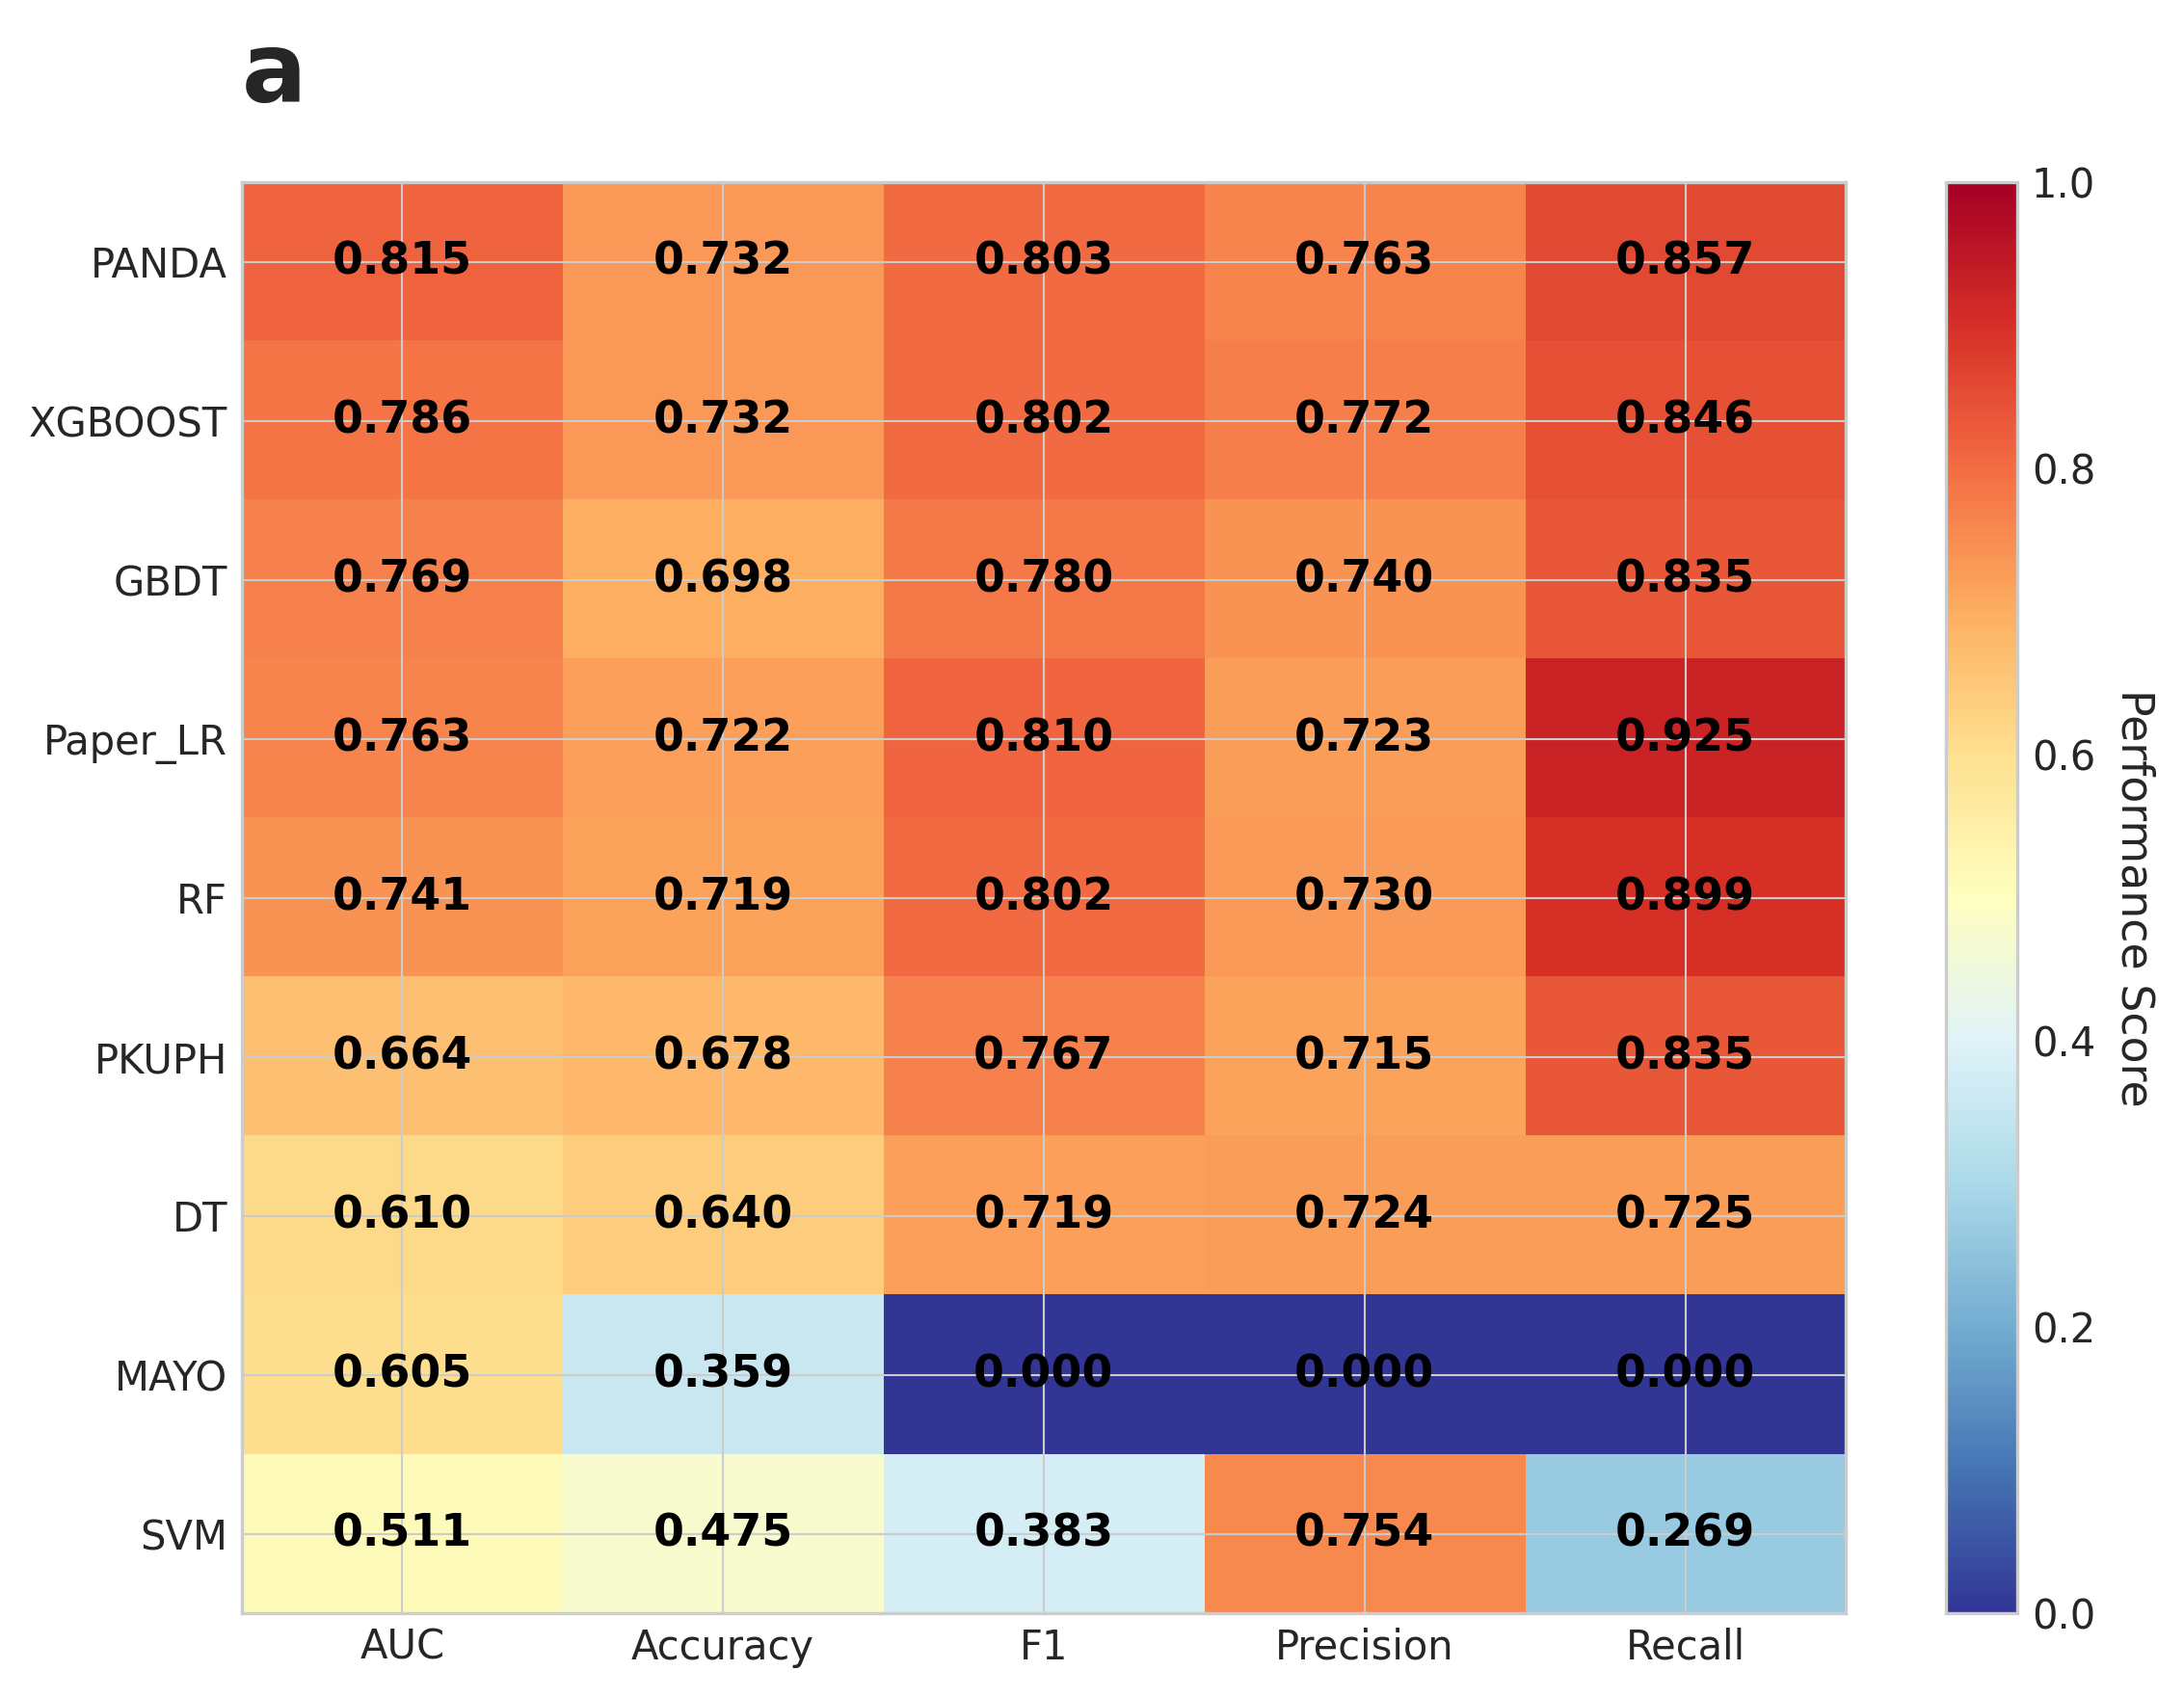 a
PANDA 0.815 0.732 0.803 0.763 0.857
XGBOOST 0.786 0.732 0.802 0.772 0.846
GBDT 0.769 0.698 0.780 0.740 0.835
Paper_LR 0.763 0.722 0.810 0.723 0.925
RF 0.741 0.719 0.802 0.730 0.899
PKUPH 0.664 0.678 0.767 0.715 0.835
DT 0.610 0.640 0.719 0.724 0.725
MAYO 0.605 0.359 0.000 0.000 0.000
SVM 0.511 0.475 0.383 0.754 0.269
AUC Accuracy F1 Precision Recall
1.0
0.8
0.6
0.4
0.2
0.0
Performance Score